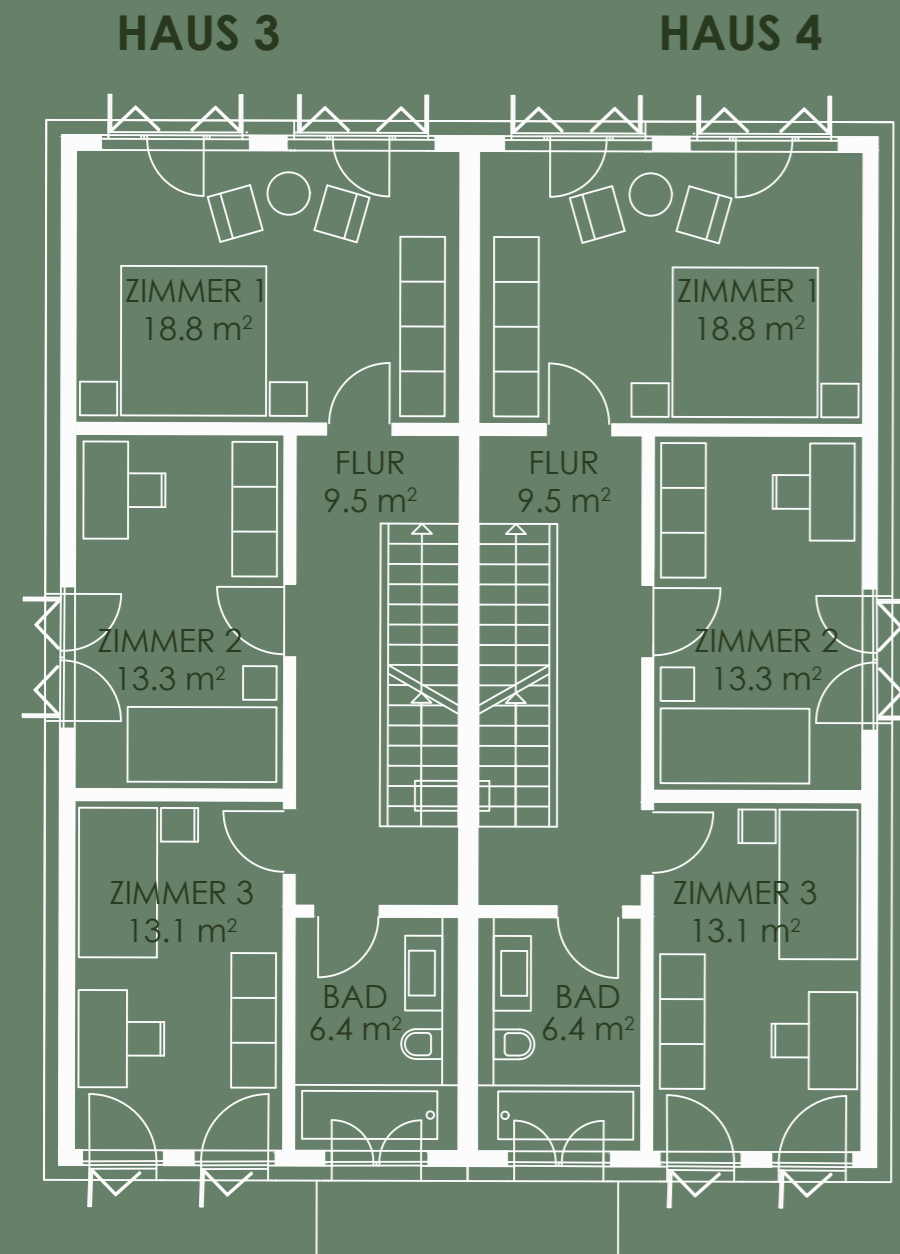 HAUS 3
HAUS 4
ZIMMER 1
18.8 m²
ZIMMER 1
18.8 m²
FLUR
9.5 m²
FLUR
9.5 m²
ZIMMER 2
13.3 m²
ZIMMER 2
13.3 m²
ZIMMER 3
13.1 m²
ZIMMER 3
13.1 m²
BAD
6.4 m²
BAD
6.4 m²